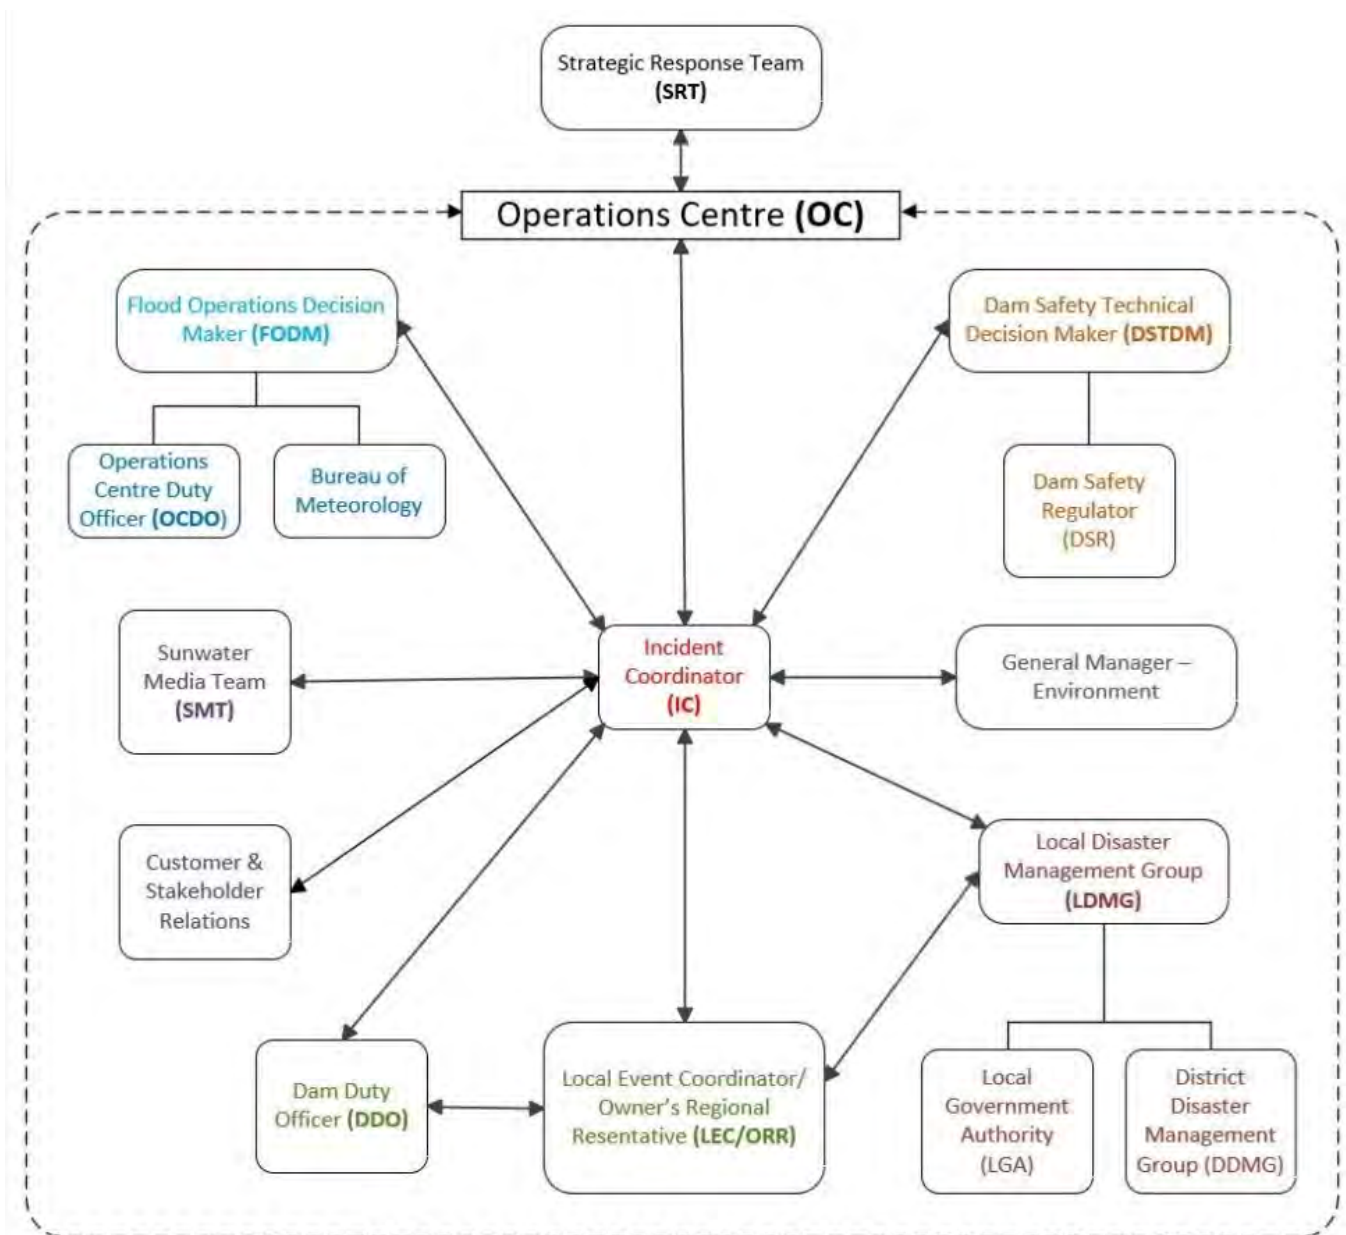 Strategic Response Team
(SRT)
Operations Centre (OC)
Flood Operations Decision
Maker (FODM)
Dam Safety Technical
Decision Maker (DSTDM)
Operations
Centre Duty
Officer (OCDO)
Bureau of
Meteorology
Dam Safety
Regulator
(DSR)
Sunwater
Media Team
(SMT)
Incident
Coordinator
(IC)
General Manager –
Environment
Customer &
Stakeholder
Relations
Local Disaster
Management Group
(LDMG)
Dam Duty
Officer (DDO)
Local Event Coordinator/
Owner's Regional
Resentative (LEC/ORR)
Local
Government
Authority
(LGA)
District
Disaster
Management
Group (DDMG)